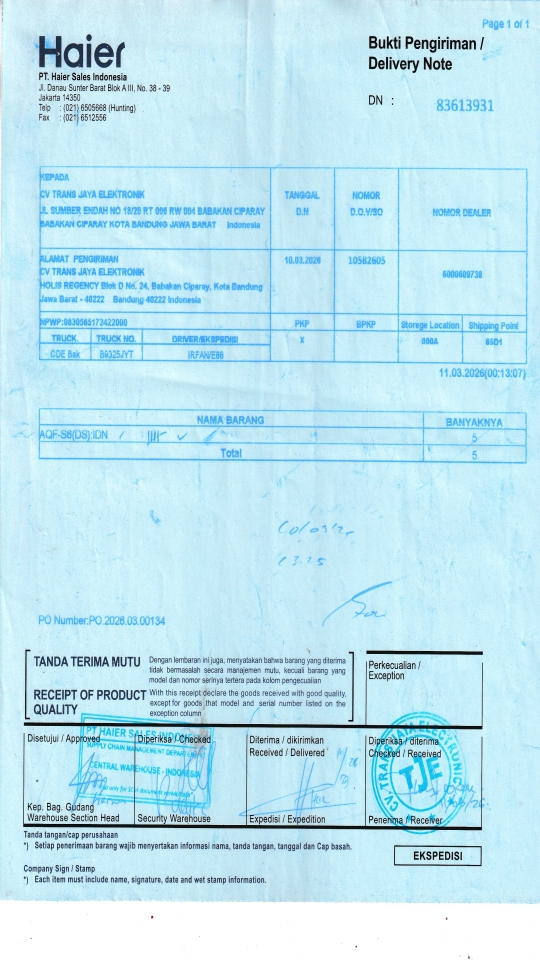 Page 1 of 1
Haier
Bukti Pengiriman /
Delivery Note
PT. Haier Sales Indonesia
Jl. Danau Sunter Barat Blok A III, No. 38 - 39
Jakarta 14350
Telp : (021) 6505668 (Hunting)
Fax : (021) 6512556
DN : 83613931
KEPADA
CV TRANS JAYA ELEKTRONIK
JL SUMBER ENDAH NO 18/20 RT 006 RW 004 BABAKAN CIPARAY
BABAKAN CIPARAY KOTA BANDUNG JAWA BARAT Indonesia
TANGGAL
D.N
NOMOR
D.O.V/SO
NOMOR DEALER
ALAMAT PENGIRIMAN
CV TRANS JAYA ELEKTRONIK
HOLIS REGENCY Blok D No. 24, Babakan Ciparay, Kota Bandung
Jawa Barat - 40222 Bandung 40222 Indonesia
10.03.2026
10582605
6000609738
NPWP:0830565172422000
PKP
BPKP
Storege Location
Shipping Point
TRUCK.
TRUCK NO.
DRIVER/EKSPEDISI
X
CDE Bak
B9325JYT
IRFAN/E86
11.03.2026(00:13:07)
NAMA BARANG
BANYAKNYA
AQF-S6(DS):IDN
5
Total
5
13.25
PO Number:PO.2026.03.00134
TANDA TERIMA MUTU
Dengan lembaran ini juga, menyatakan bahwa barang yang diterima
tidak bermasalah secara manajemen mutu, kecuali barang yang
model dan nomor serinya tertera pada kolom pengecualian
RECEIPT OF PRODUCT
QUALITY
With this receipt declare the goods received with good quality,
except for goods that model and serial number listed on the
exception column
Perkecualian /
Exception
Disetujui / Approved
Diperiksa / Checked
Diterima / dikirimkan
Received / Delivered
Diperiksa / diterima
Checked / Received
PT HAIER SALES INDONESIA
SUPPLY CHAIN MANAGEMENT DEPARTMENT
CENTRAL WAREHOUSE - INDONESIA
CV. TRANS JAYA ELECTRONIC
TJE
Kep. Bag. Gudang
Warehouse Section Head
Security Warehouse
Expedisi / Expedition
Penerima / Receiver
Tanda tangan/cap perusahaan
*) Setiap penerimaan barang wajib menyertakan informasi nama, tanda tangan, tanggal dan Cap basah.
EKSPEDISI
Company Sign / Stamp
*) Each item must include name, signature, date and wet stamp information.